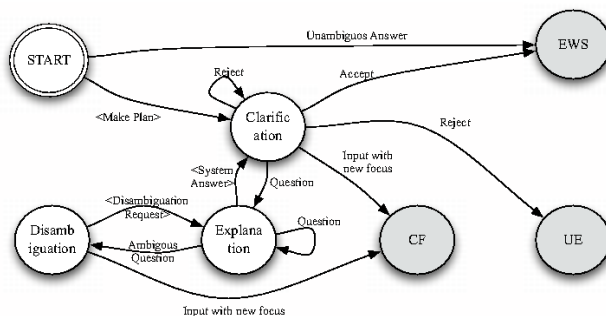 Unambiguos Answer
EWS
START
Reject
Accept
<Make Plan>
Clarific
ation
Reject
<System
Answer>
Question
Input with
new focus
<Disambiguation
Request>
Question
Disamb
iguation
Explana
tion
CF
UE
Ambigous
Question
Input with new focus